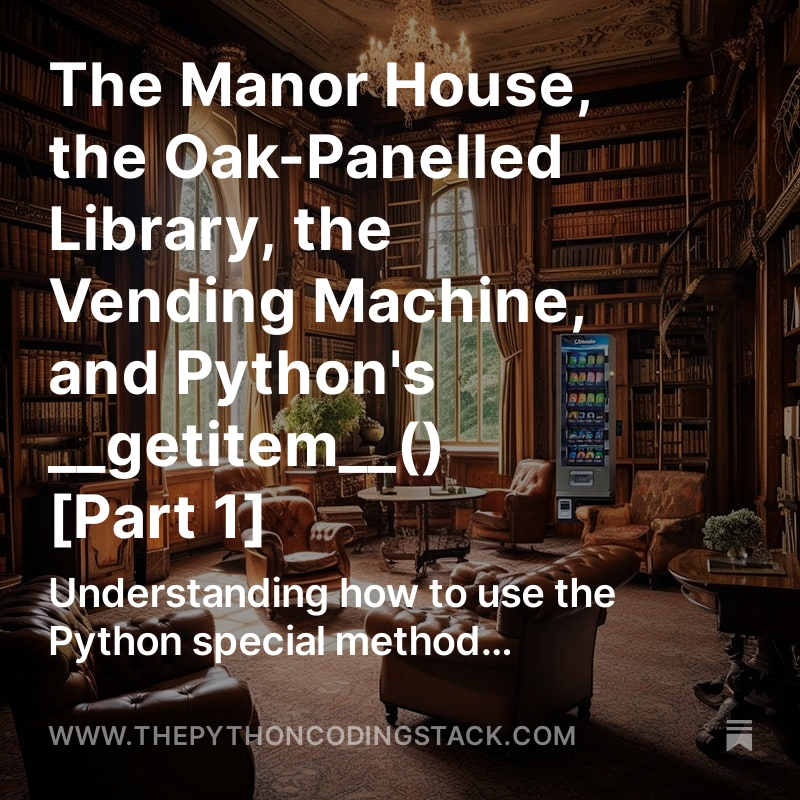 The Manor House,
the Oak-Panelled
Library, the
Vending Machine,
and Python's
__getitem__()
[Part 1]
Understanding how to use the
Python special method...
WWW.THEPYTHONCODINGSTACK.COM